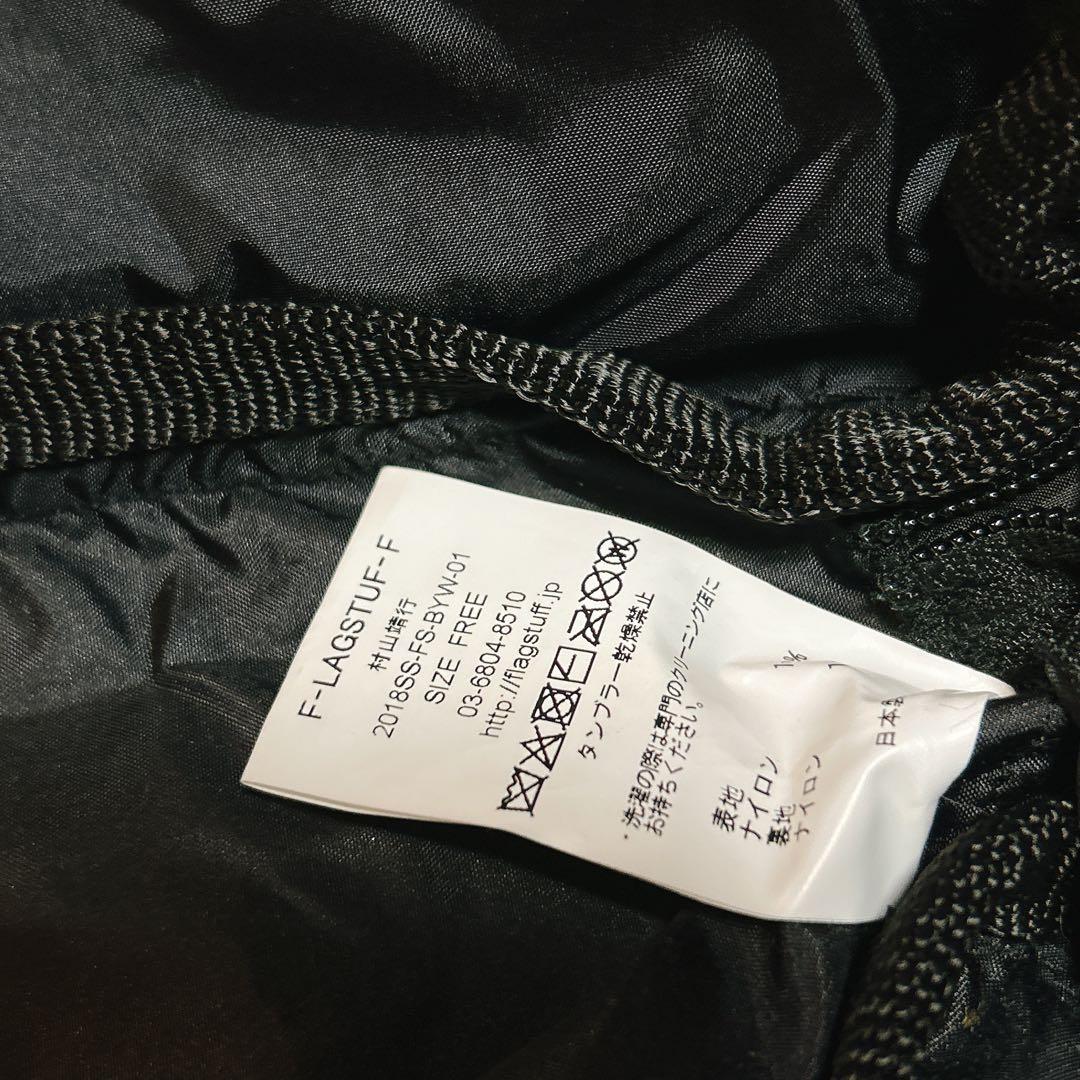 F-LAGSTUF-F
村山靖行
2018SS-FS-BYW-01
SIZE FREE
03-6804-8510
http://flagstuff.jp
タンブラー乾燥禁止
*洗濯の際は専門のクリーニング店に
お持ちください。
表地
ナイロン
裏地
ナイロン
日本